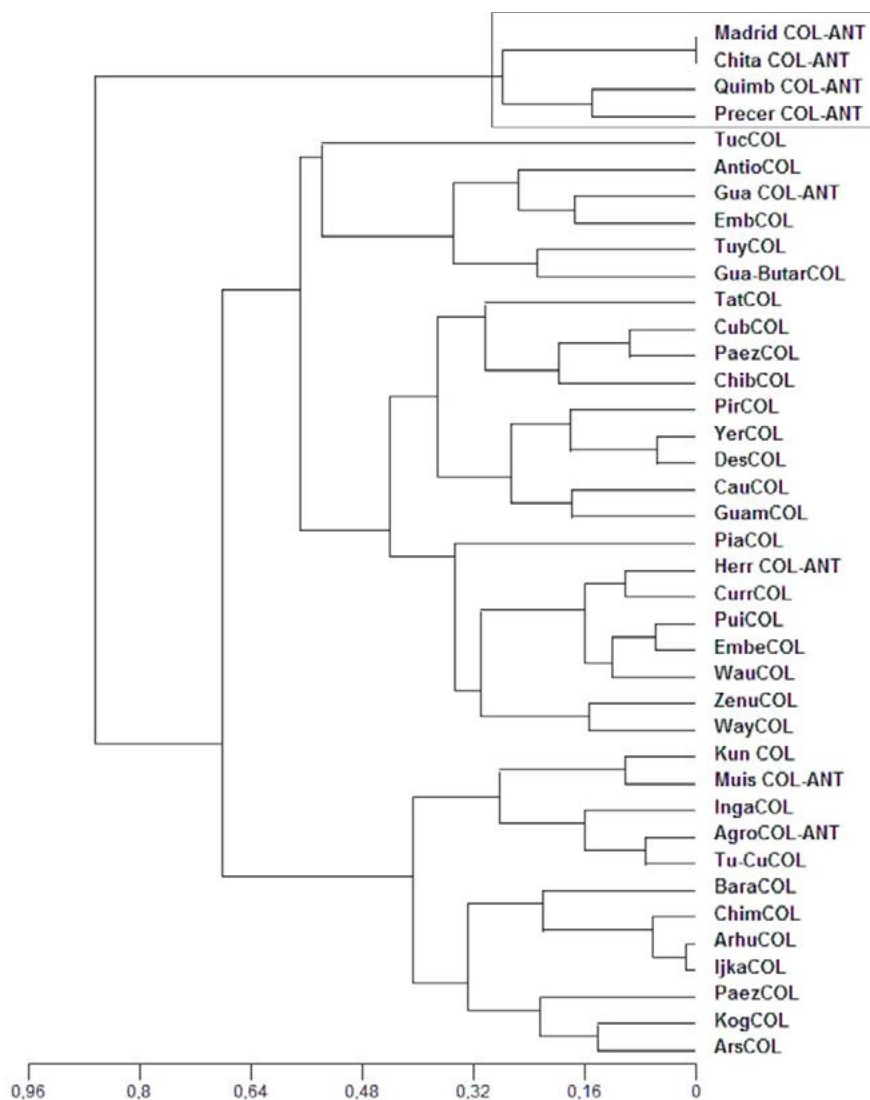 Madrid COL-ANT
Chita COL-ANT
Quimb COL-ANT
Precer COL-ANT
TucCOL
AntioCOL
Gua COL-ANT
EmbCOL
TuyCOL
Gua-ButarCOL
TatCOL
CubCOL
PaezCOL
ChibCOL
PirCOL
YerCOL
DesCOL
CauCOL
GuamCOL
PiaCOL
Herr COL-ANT
CurrCOL
PuiCOL
EmbeCOL
WauCOL
ZenuCOL
WayCOL
Kun COL
Muis COL-ANT
IngaCOL
AgroCOL-ANT
Tu-CuCOL
BaraCOL
ChimCOL
ArhuCOL
IjkaCOL
PaezCOL
KogCOL
ArsCOL
0,96 0,8 0,64 0,48 0,32 0,16 0